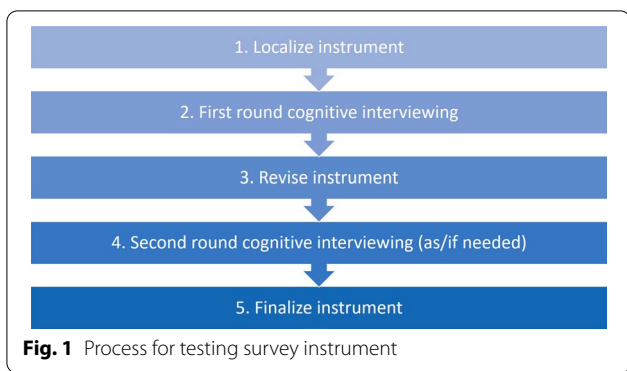 1. Localize instrument
2. First round cognitive interviewing
3. Revise instrument
4. Second round cognitive interviewing (as/if needed)
5. Finalize instrument
Fig. 1 Process for testing survey instrument